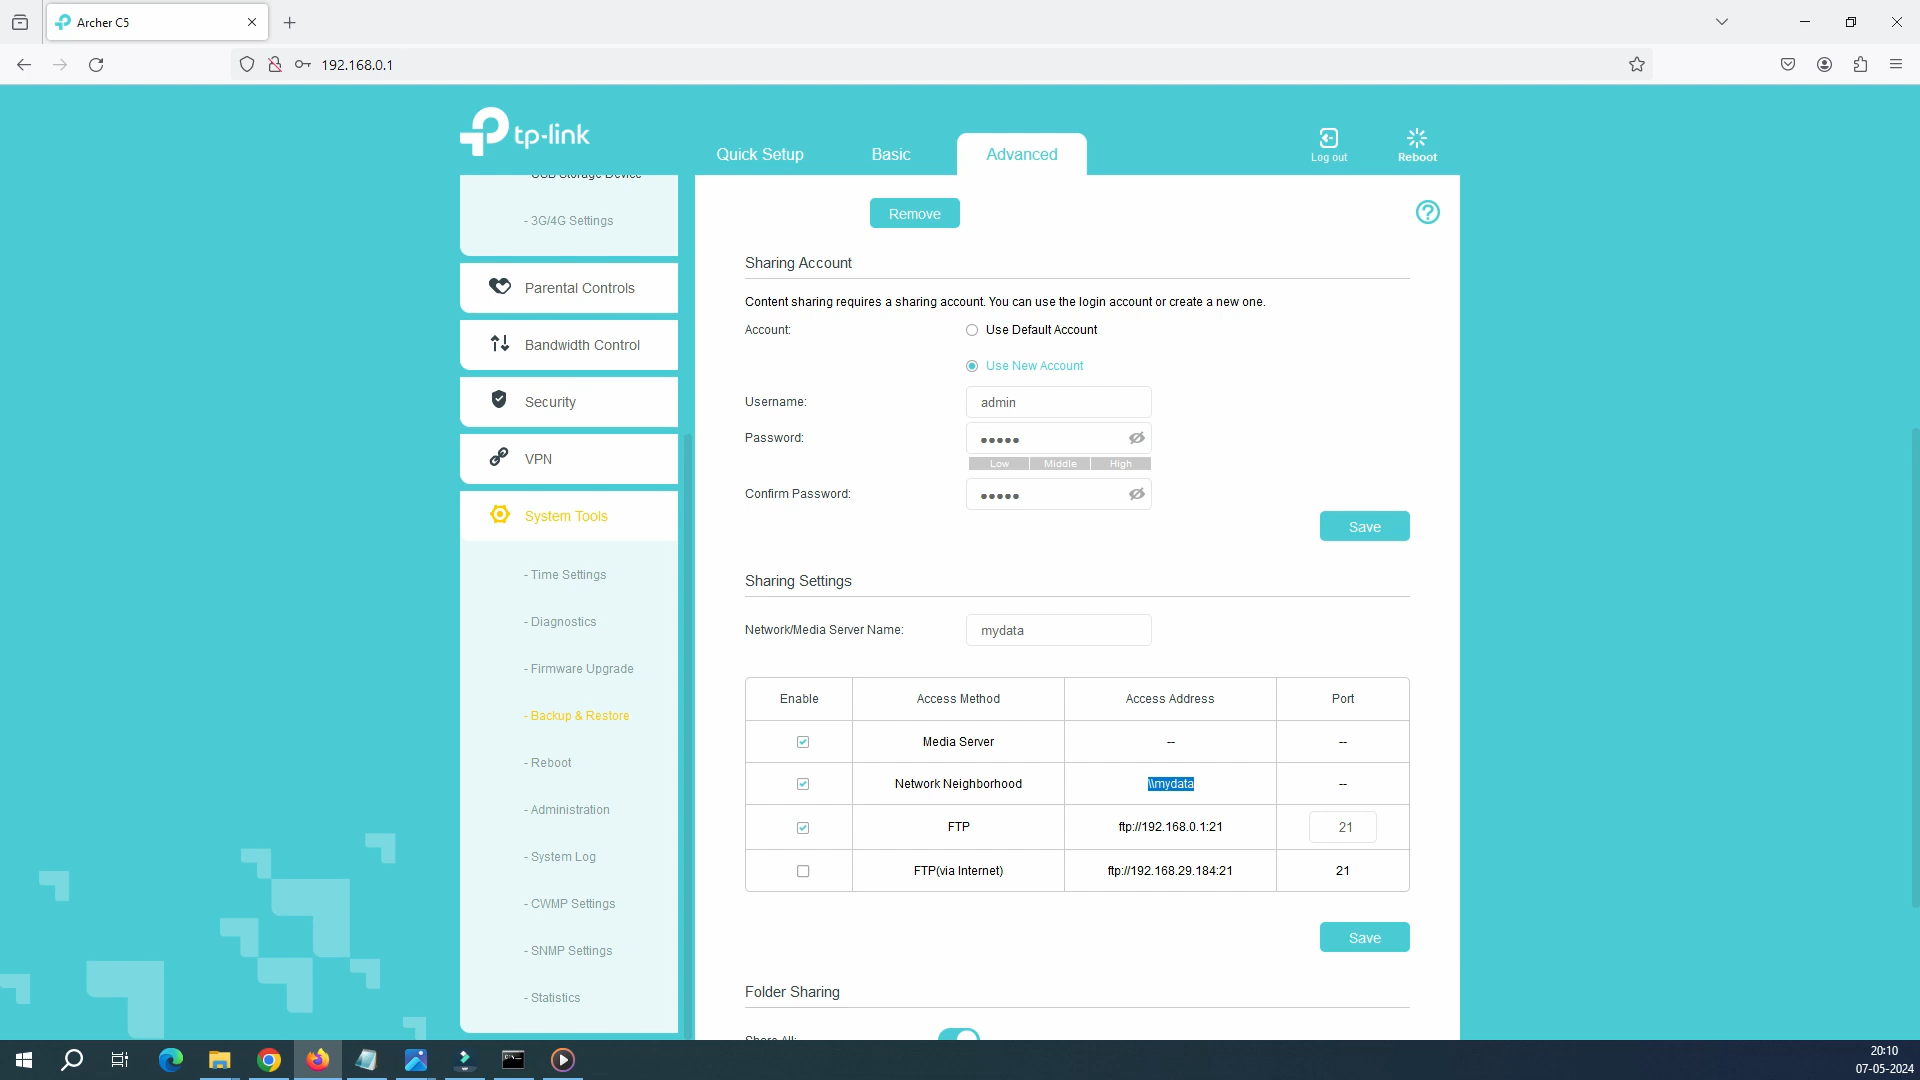 Archer C5
192.168.0.1
tp-link
Quick Setup
Basic
Advanced
Log out
Reboot
- USB Storage Device
- 3G/4G Settings
Parental Controls
Bandwidth Control
Security
VPN
System Tools
- Time Settings
- Diagnostics
- Firmware Upgrade
- Backup & Restore
- Reboot
- Administration
- System Log
- CWMP Settings
- SNMP Settings
- Statistics
Remove
?
Sharing Account
Content sharing requires a sharing account. You can use the login account or create a new one.
Account:
Use Default Account
Use New Account
Username:
admin
Password:
●●●●●
Low Middle High
Confirm Password:
●●●●●
Save
Sharing Settings
Network/Media Server Name:
mydata
Enable Access Method Access Address Port
Media Server -- --
Network Neighborhood \\mydata --
FTP ftp://192.168.0.1:21 21
FTP(via Internet) ftp://192.168.29.184:21 21
Save
Folder Sharing
Share All:
20:10
07-05-2024